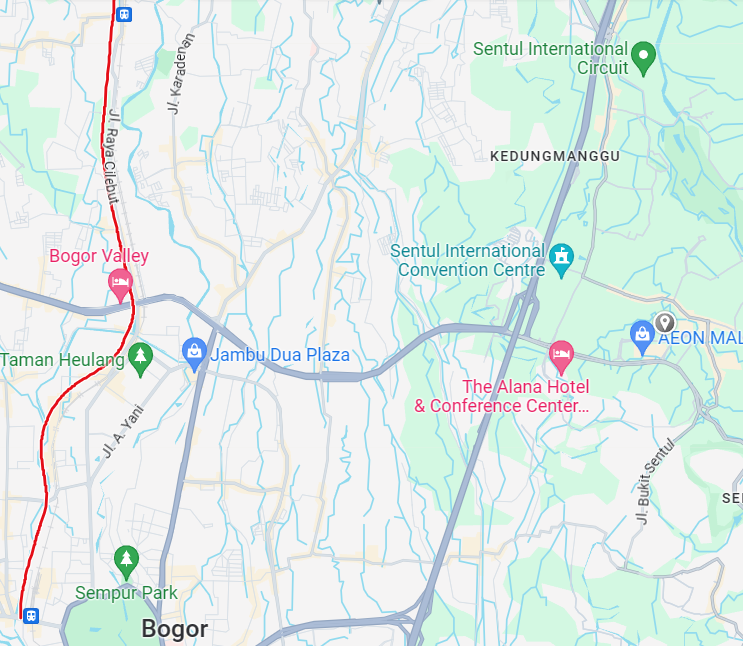 Sentul International
Circuit
Jl. Karadenan
KEDUNGMANGGU
Jl. Raya Cilebut
Bogor Valley
Sentul International
Convention Centre
Taman Heulang
Jambu Dua Plaza
AEON MAL
The Alana Hotel
& Conference Center...
Jl. A. Yani
Jl. Bukit Sentul
SE
Sempur Park
Bogor